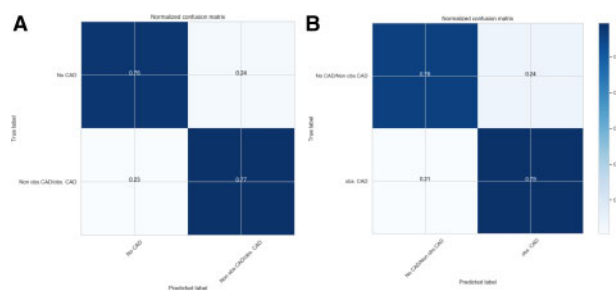 A
Normalized confusion matrix
True label
No CAD
0.76
0.24
Non obs.CAD/obs. CAD
0.23
0.77
No CAD
Non obs.CAD/obs. CAD
Predicted label
B
Normalized confusion matrix
True label
No CAD/Non obs.CAD
0.76
0.24
obs. CAD
0.21
0.79
No CAD/Non obs.CAD
obs. CAD
Predicted label